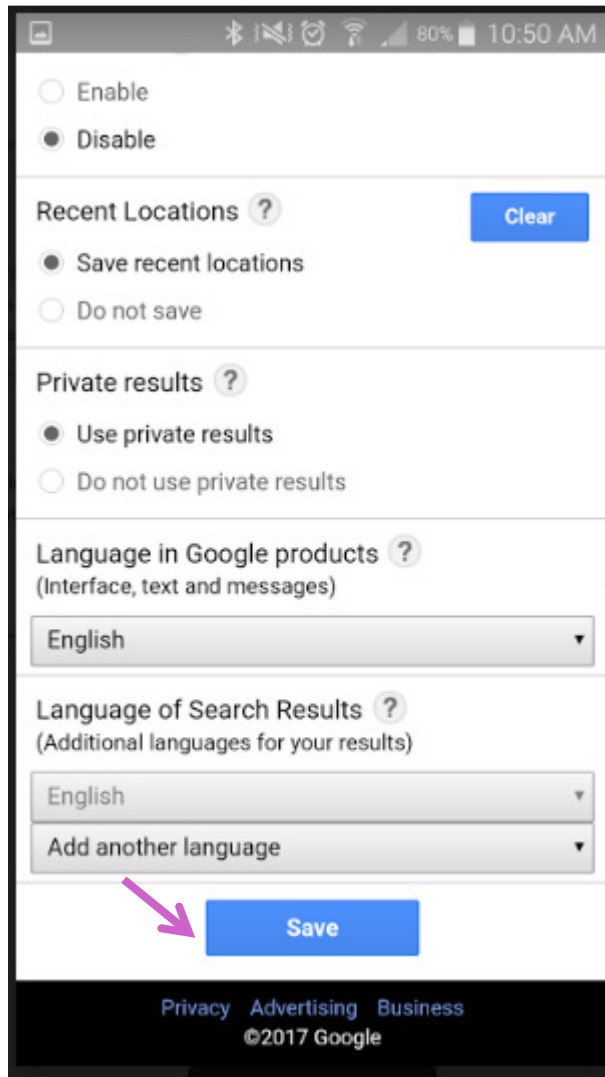 80% 10:50 AM
Enable
Disable
Recent Locations ? Clear
Save recent locations
Do not save
Private results ?
Use private results
Do not use private results
Language in Google products ?
(Interface, text and messages)
English
Language of Search Results ?
(Additional languages for your results)
English
Add another language
Save
Privacy Advertising Business
©2017 Google